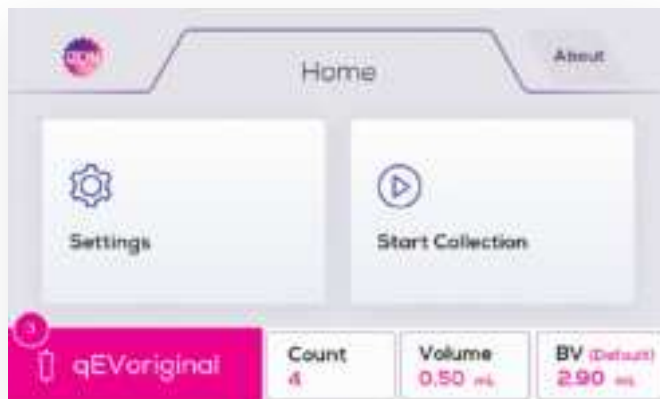 Home
About
Settings
Start Collection
3
qEVoriginal
Count
4
Volume
0.50 mL
BV (Default)
2.90 mL